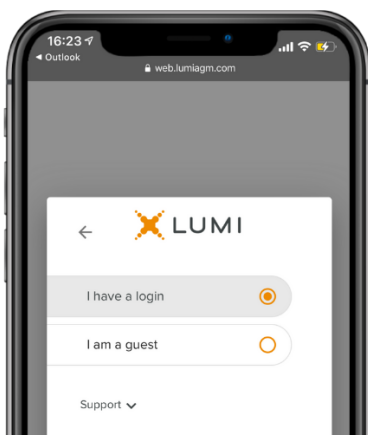 16:23
Outlook
web.lumiagm.com
LUMI
I have a login
I am a guest
Support